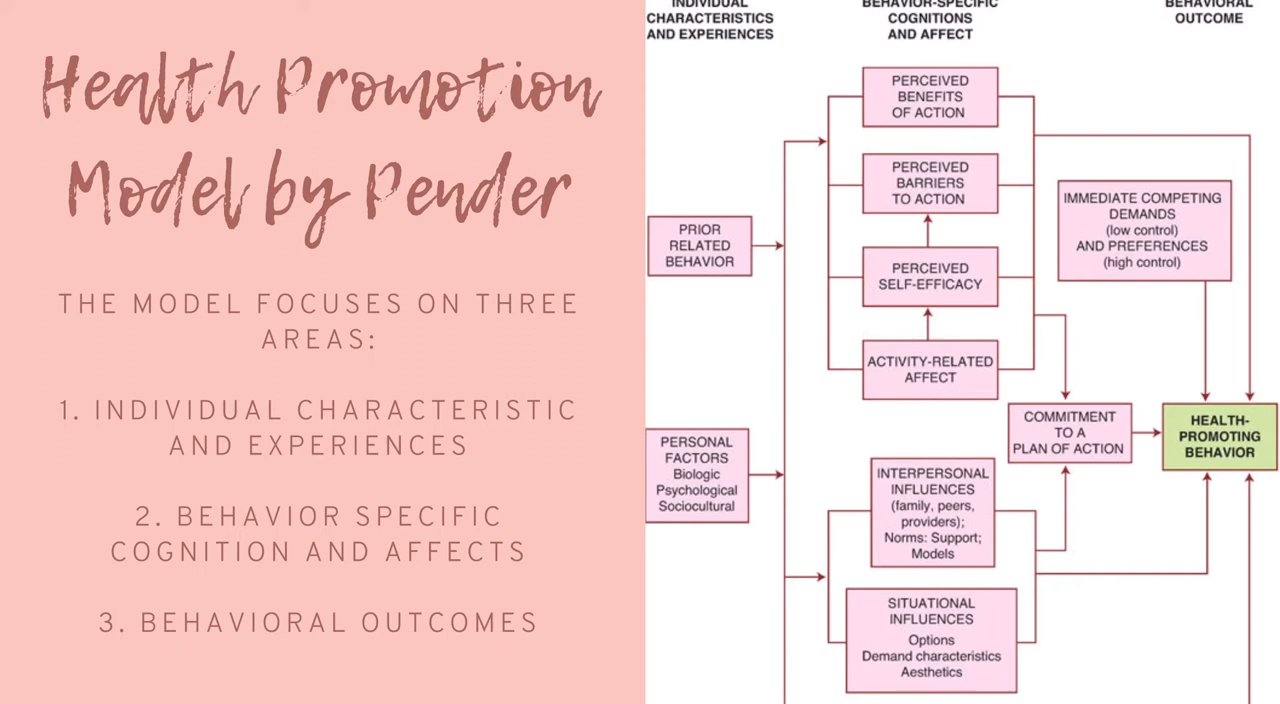 Health Promotion
Model by Pender
THE MODEL FOCUSES ON THREE
AREAS:
1. INDIVIDUAL CHARACTERISTIC
AND EXPERIENCES
2. BEHAVIOR SPECIFIC
COGNITION AND AFFECTS
3. BEHAVIORAL OUTCOMES
INDIVIDUAL
CHARACTERISTICS
AND EXPERIENCES
BEHAVIOR-SPECIFIC
COGNITIONS
AND AFFECT
BEHAVIORAL
OUTCOME
PERCEIVED
BENEFITS
OF ACTION
PERCEIVED
BARRIERS
TO ACTION
IMMEDIATE COMPETING
DEMANDS
(low control)
AND PREFERENCES
(high control)
PRIOR
RELATED
BEHAVIOR
PERCEIVED
SELF-EFFICACY
ACTIVITY-RELATED
AFFECT
COMMITMENT
TO A
PLAN OF ACTION
HEALTH-
PROMOTING
BEHAVIOR
PERSONAL
FACTORS
Biologic
Psychological
Sociocultural
INTERPERSONAL
INFLUENCES
(family, peers,
providers);
Norms: Support;
Models
SITUATIONAL
INFLUENCES
Options
Demand characteristics
Aesthetics